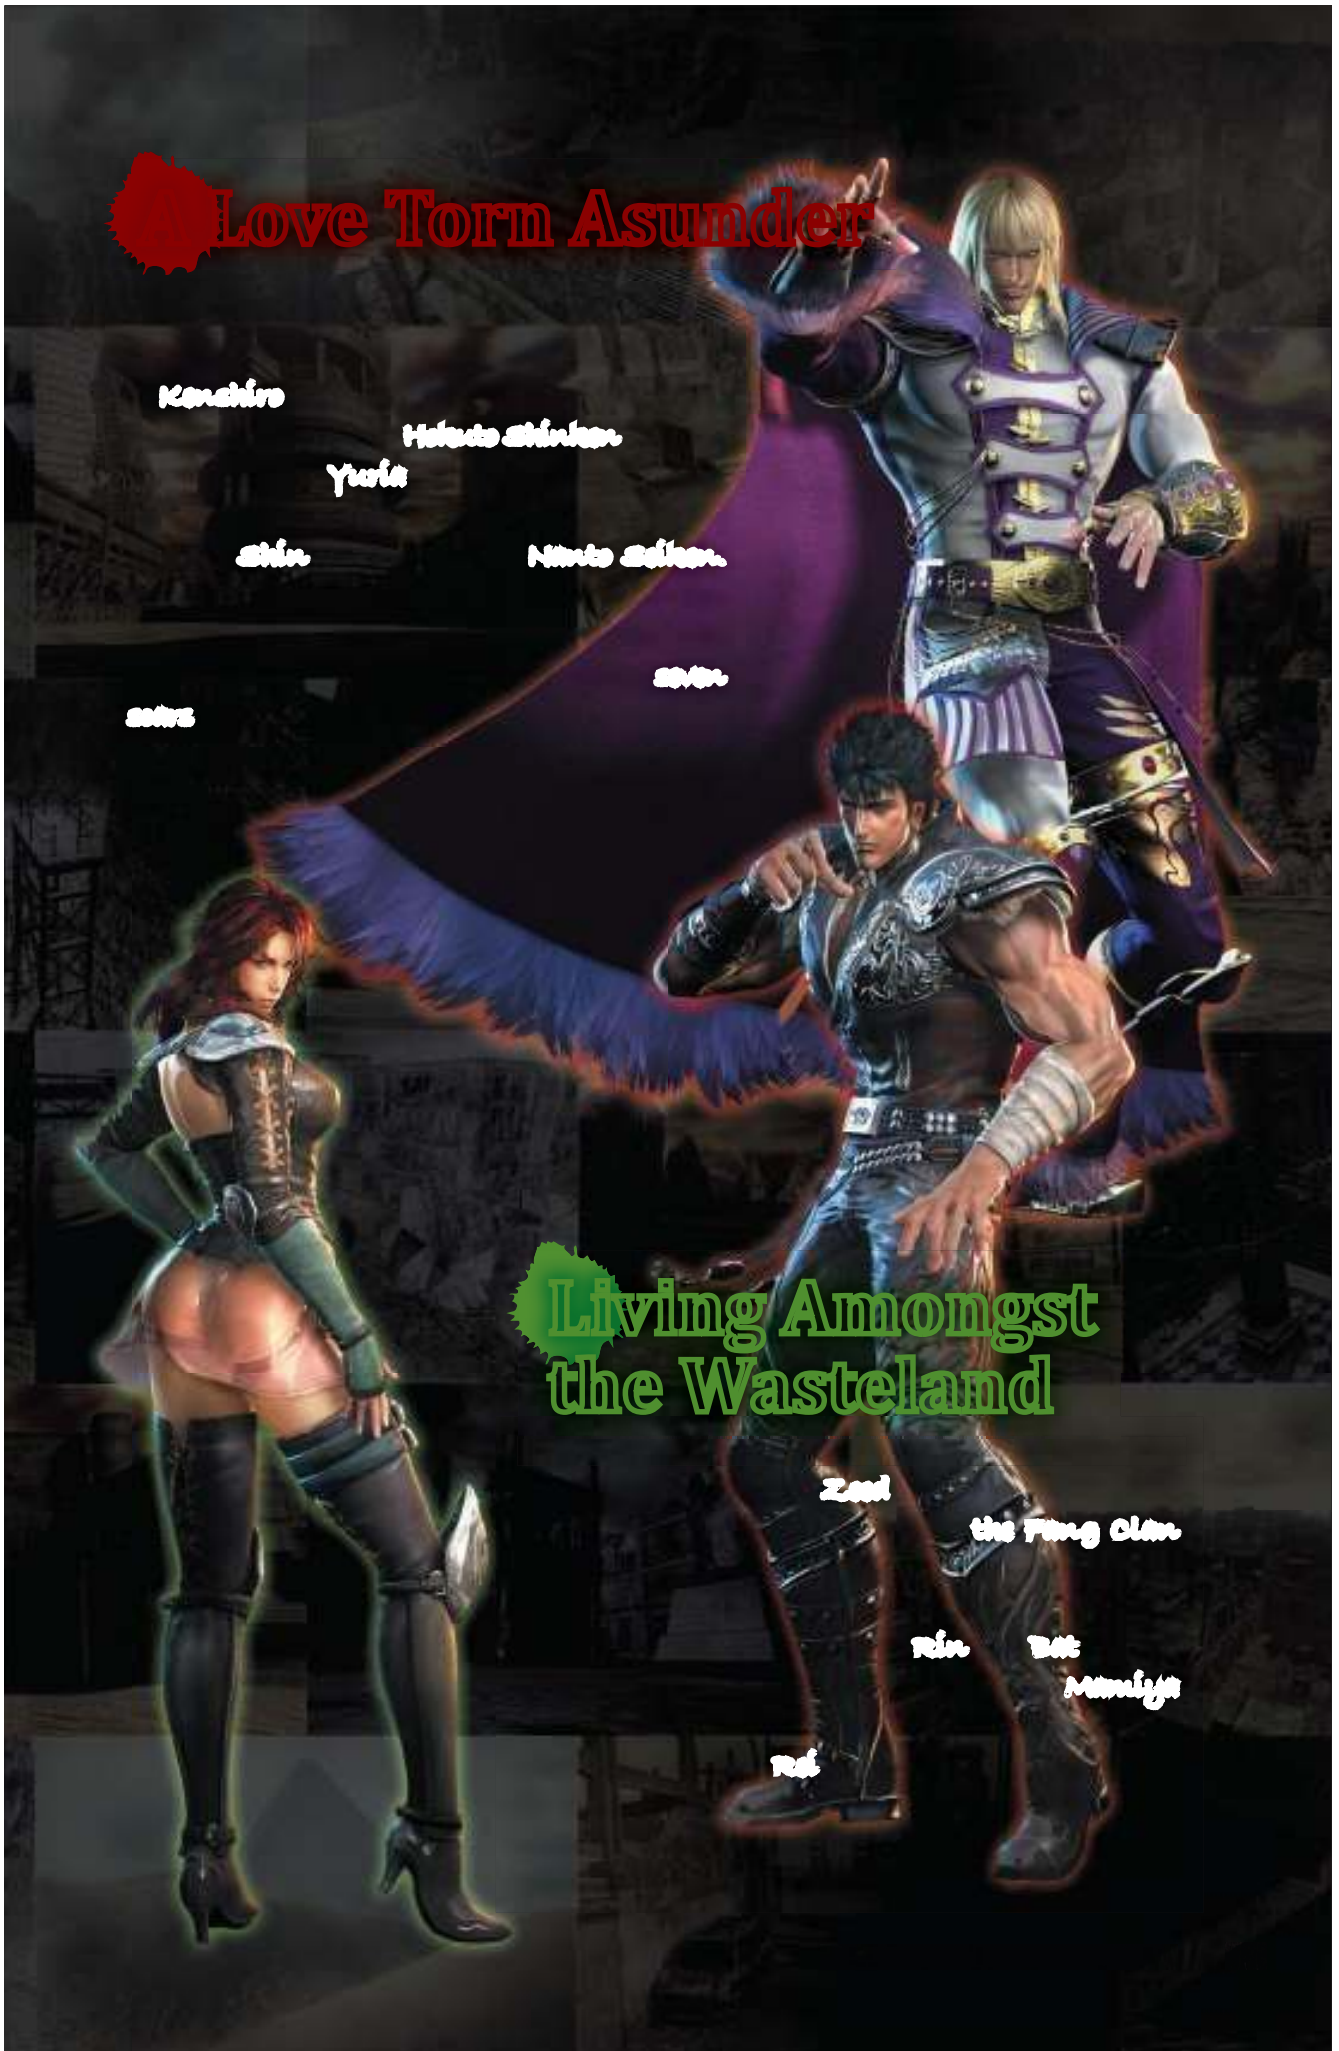 A Love Torn Asunder
Kenshiro
Hokuto Shinken
Yuria
Shin
Nanto Seiken.
seven
scars
Living Amongst
the Wasteland
Zeed
the Fang Clan
Rin
Bat
Mamiya
Rei